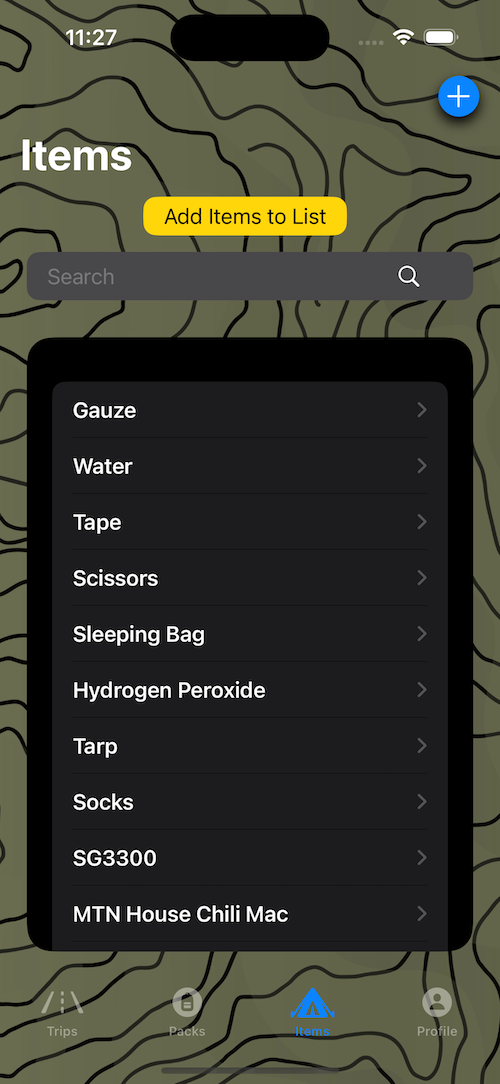 11:27
Items
Add Items to List
Search
Gauze
Water
Tape
Scissors
Sleeping Bag
Hydrogen Peroxide
Tarp
Socks
SG3300
MTN House Chili Mac
Trips
Packs
Items
Profile